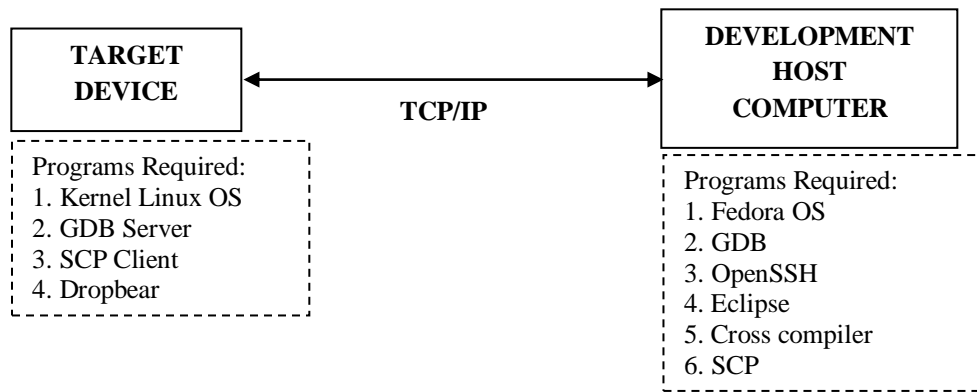 TARGET
DEVICE
TCP/IP
DEVELOPMENT
HOST
COMPUTER
Programs Required:
1. Kernel Linux OS
2. GDB Server
3. SCP Client
4. Dropbear
Programs Required:
1. Fedora OS
2. GDB
3. OpenSSH
4. Eclipse
5. Cross compiler
6. SCP